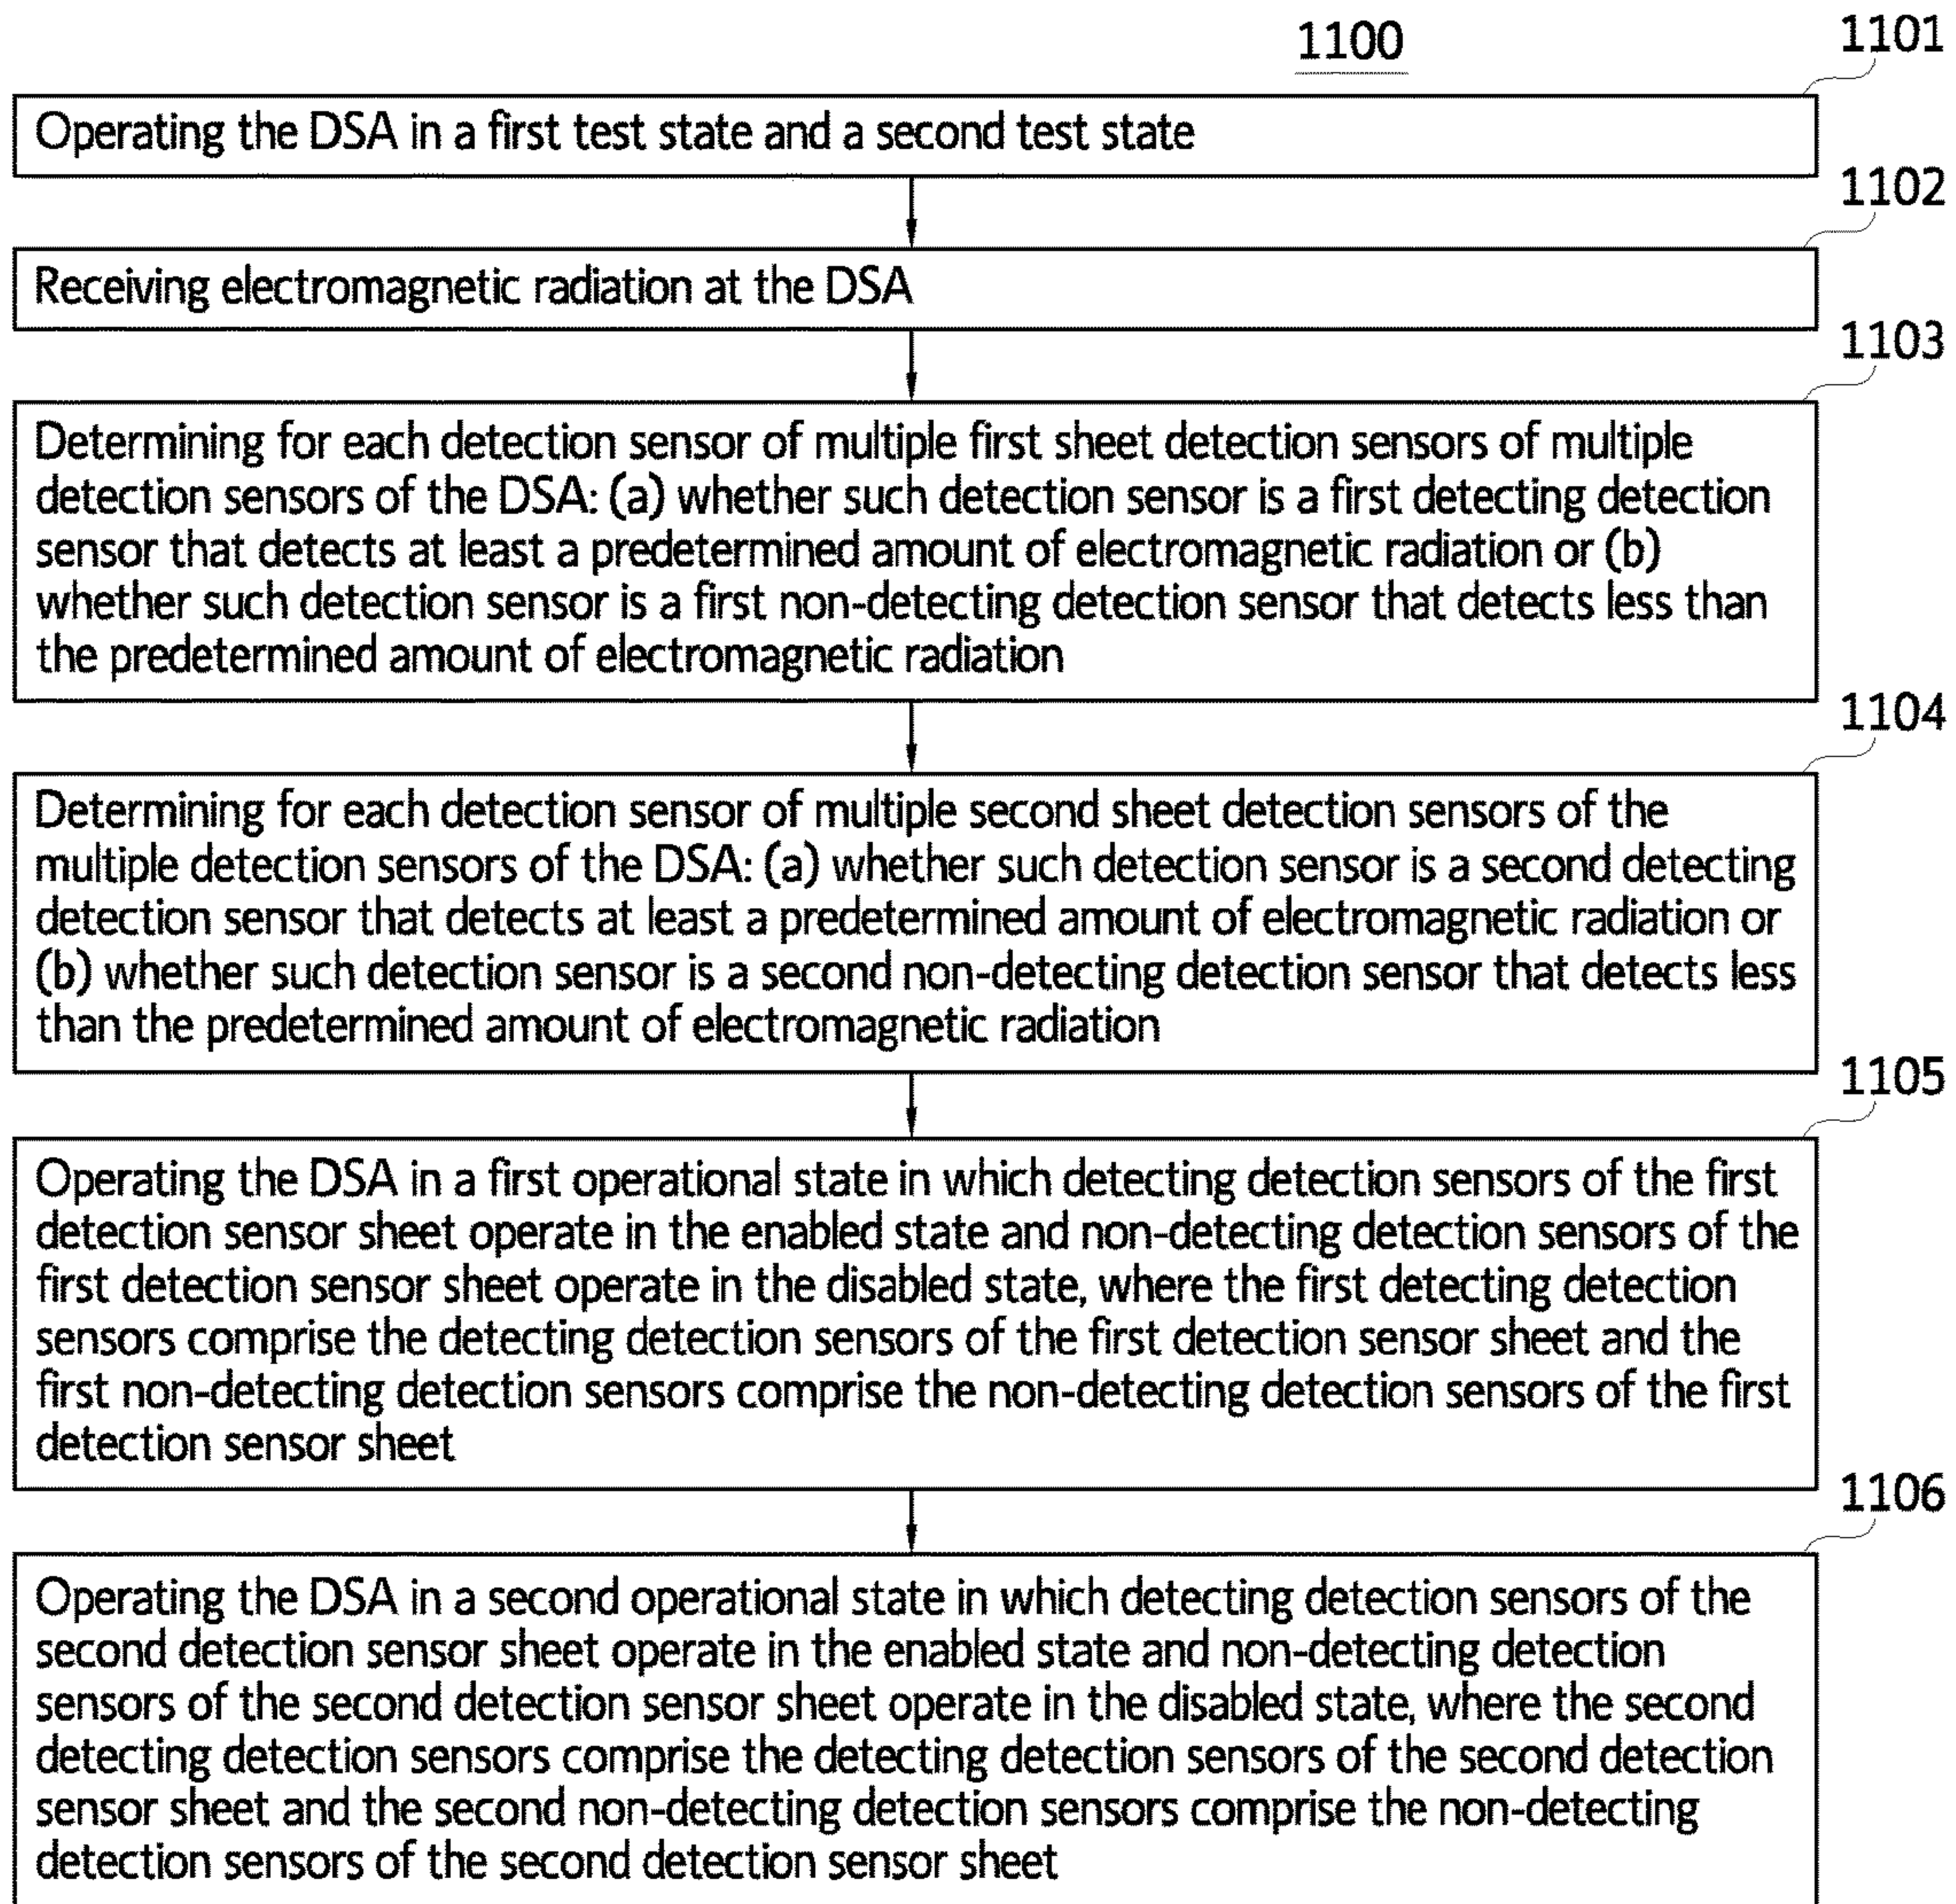 1100
1101
Operating the DSA in a first test state and a second test state
1102
Receiving electromagnetic radiation at the DSA
1103
Determining for each detection sensor of multiple first sheet detection sensors of multiple
detection sensors of the DSA: (a) whether such detection sensor is a first detecting detection
sensor that detects at least a predetermined amount of electromagnetic radiation or (b)
whether such detection sensor is a first non-detecting detection sensor that detects less than
the predetermined amount of electromagnetic radiation
1104
Determining for each detection sensor of multiple second sheet detection sensors of the
multiple detection sensors of the DSA: (a) whether such detection sensor is a second detecting
detection sensor that detects at least a predetermined amount of electromagnetic radiation or
(b) whether such detection sensor is a second non-detecting detection sensor that detects less
than the predetermined amount of electromagnetic radiation
1105
Operating the DSA in a first operational state in which detecting detection sensors of the first
detection sensor sheet operate in the enabled state and non-detecting detection sensors of the
first detection sensor sheet operate in the disabled state, where the first detecting detection
sensors comprise the detecting detection sensors of the first detection sensor sheet and the
first non-detecting detection sensors comprise the non-detecting detection sensors of the first
detection sensor sheet
1106
Operating the DSA in a second operational state in which detecting detection sensors of the
second detection sensor sheet operate in the enabled state and non-detecting detection
sensors of the second detection sensor sheet operate in the disabled state, where the second
detecting detection sensors comprise the detecting detection sensors of the second detection
sensor sheet and the second non-detecting detection sensors comprise the non-detecting
detection sensors of the second detection sensor sheet